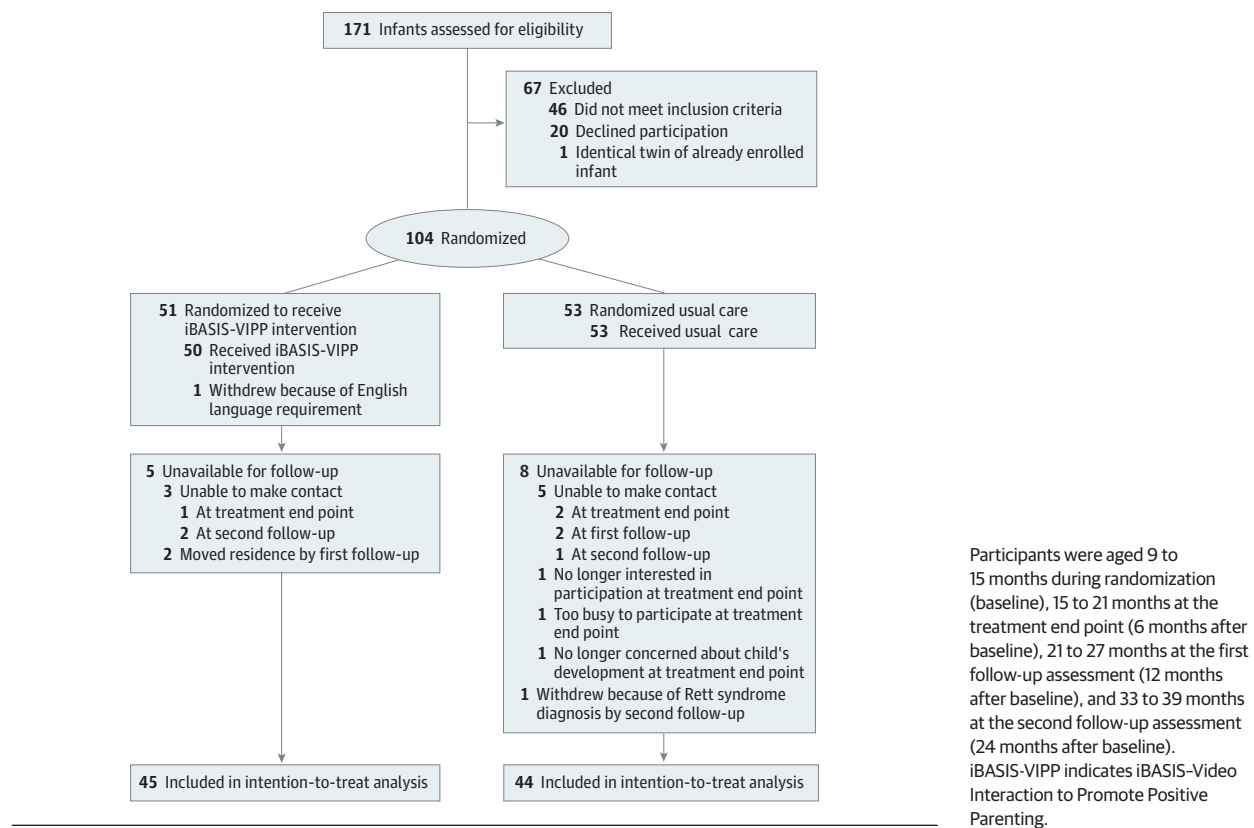 171 Infants assessed for eligibility
67 Excluded
46 Did not meet inclusion criteria
20 Declined participation
1 Identical twin of already enrolled
infant
104 Randomized
51 Randomized to receive
iBASIS-VIPP intervention
50 Received iBASIS-VIPP
intervention
1 Withdrew because of English
language requirement
53 Randomized usual care
53 Received usual care
5 Unavailable for follow-up
3 Unable to make contact
1 At treatment end point
2 At second follow-up
2 Moved residence by first follow-up
8 Unavailable for follow-up
5 Unable to make contact
2 At treatment end point
2 At first follow-up
1 At second follow-up
1 No longer interested in
participation at treatment end point
1 Too busy to participate at treatment
end point
1 No longer concerned about child's
development at treatment end point
1 Withdrew because of Rett syndrome
diagnosis by second follow-up
45 Included in intention-to-treat analysis
44 Included in intention-to-treat analysis
Participants were aged 9 to
15 months during randomization
(baseline), 15 to 21 months at the
treatment end point (6 months after
baseline), 21 to 27 months at the first
follow-up assessment (12 months
after baseline), and 33 to 39 months
at the second follow-up assessment
(24 months after baseline).
iBASIS-VIPP indicates iBASIS–Video
Interaction to Promote Positive
Parenting.